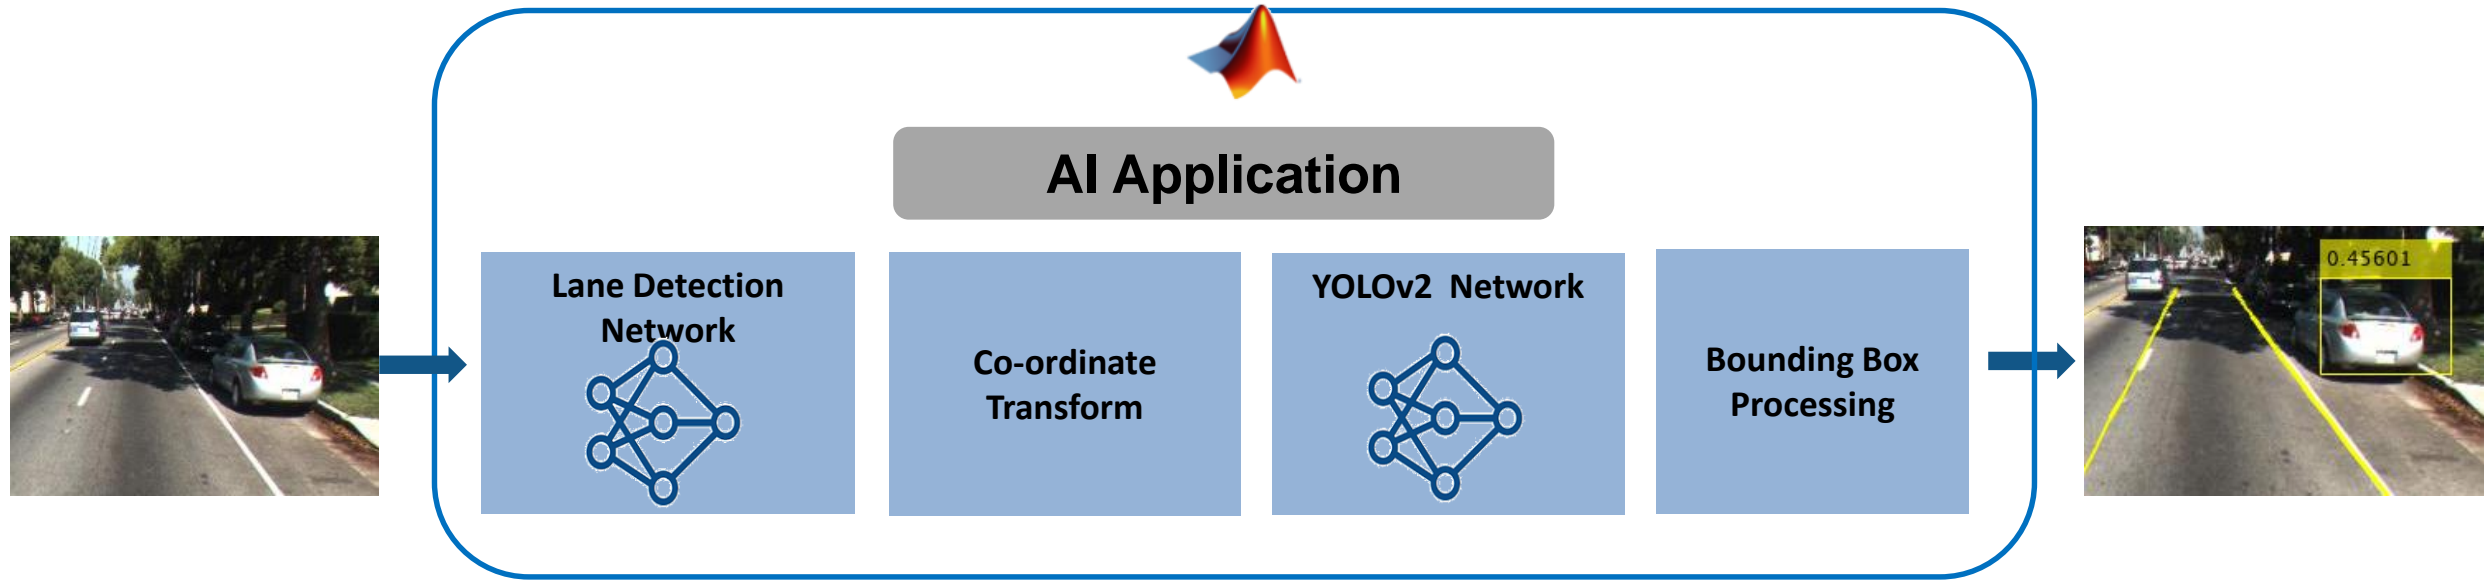 AI Application
Lane Detection
Network
Co-ordinate
Transform
YOLOv2 Network
Bounding Box
Processing
0.45601